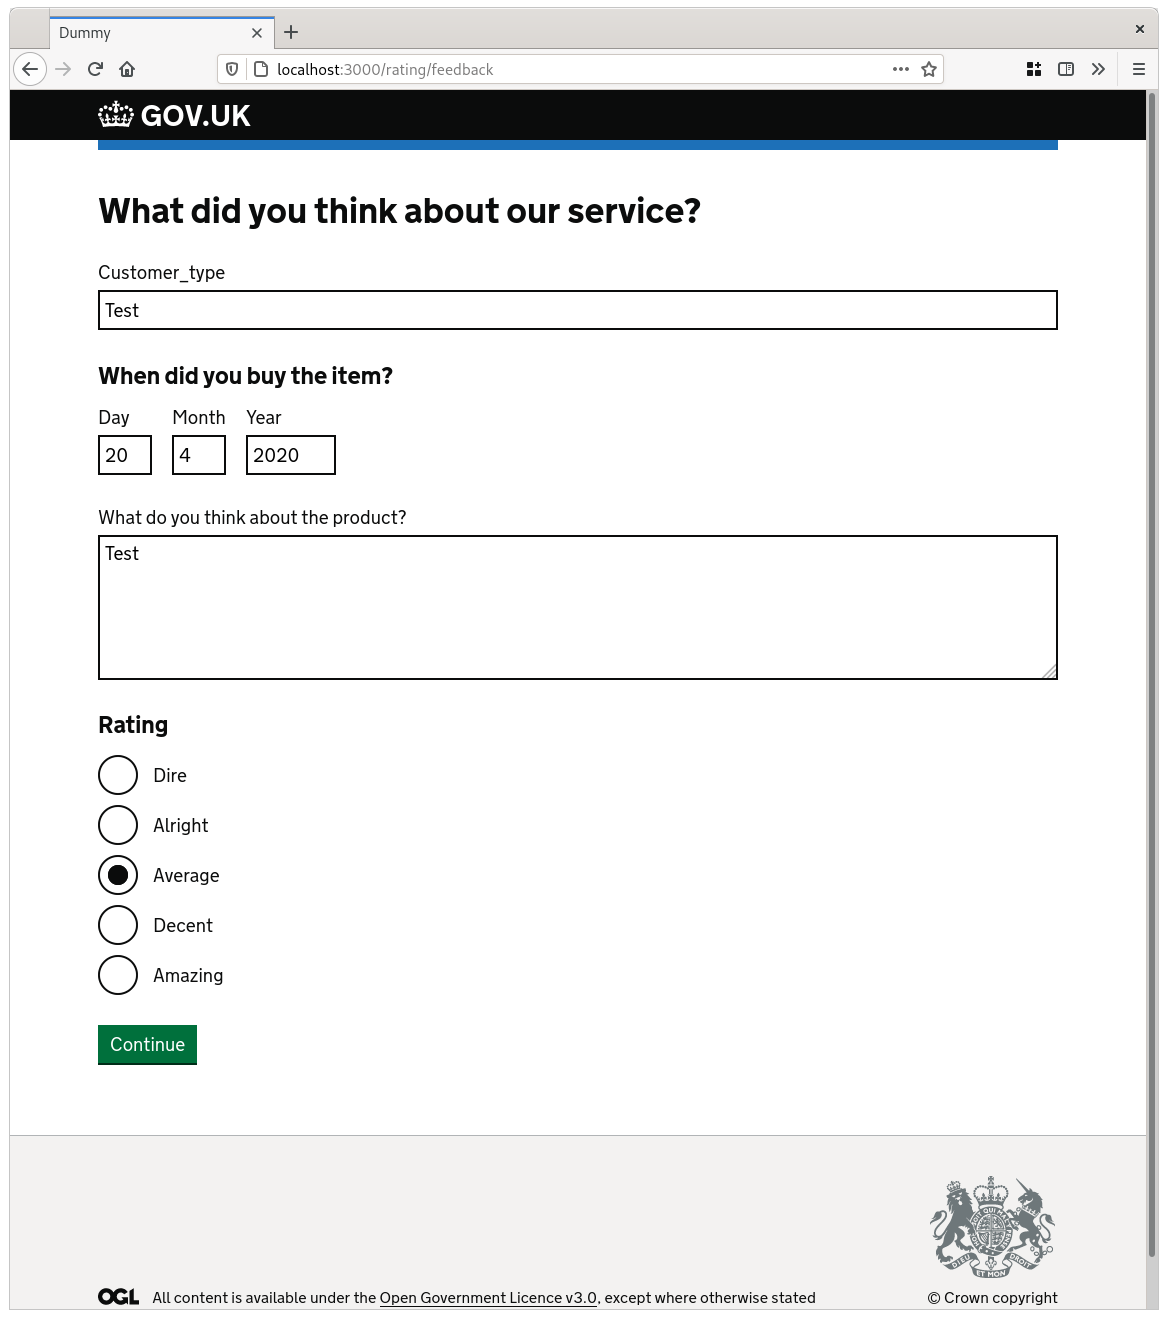 Dummy
localhost:3000/rating/feedback
GOV.UK
What did you think about our service?
Customer_type
Test
When did you buy the item?
Day Month Year
20 4 2020
What do you think about the product?
Test
Rating
Dire
Alright
Average
Decent
Amazing
Continue
OGL All content is available under the Open Government Licence v3.0, except where otherwise stated © Crown copyright